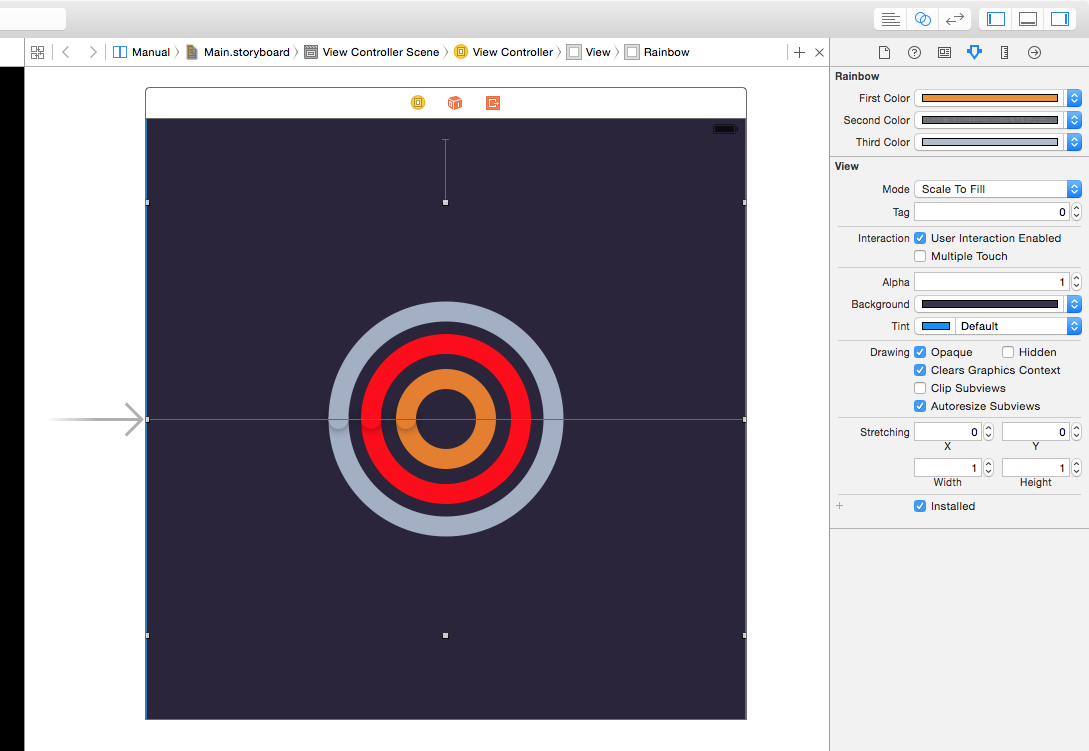 Manual Main.storyboard View Controller Scene View Controller View Rainbow
Rainbow
First Color
Second Color
Third Color
View
Mode Scale To Fill
Tag 0
Interaction User Interaction Enabled
Multiple Touch
Alpha 1
Background
Tint Default
Drawing Opaque Hidden
Clears Graphics Context
Clip Subviews
Autoresize Subviews
Stretching 0 0
X Y
1 1
Width Height
Installed